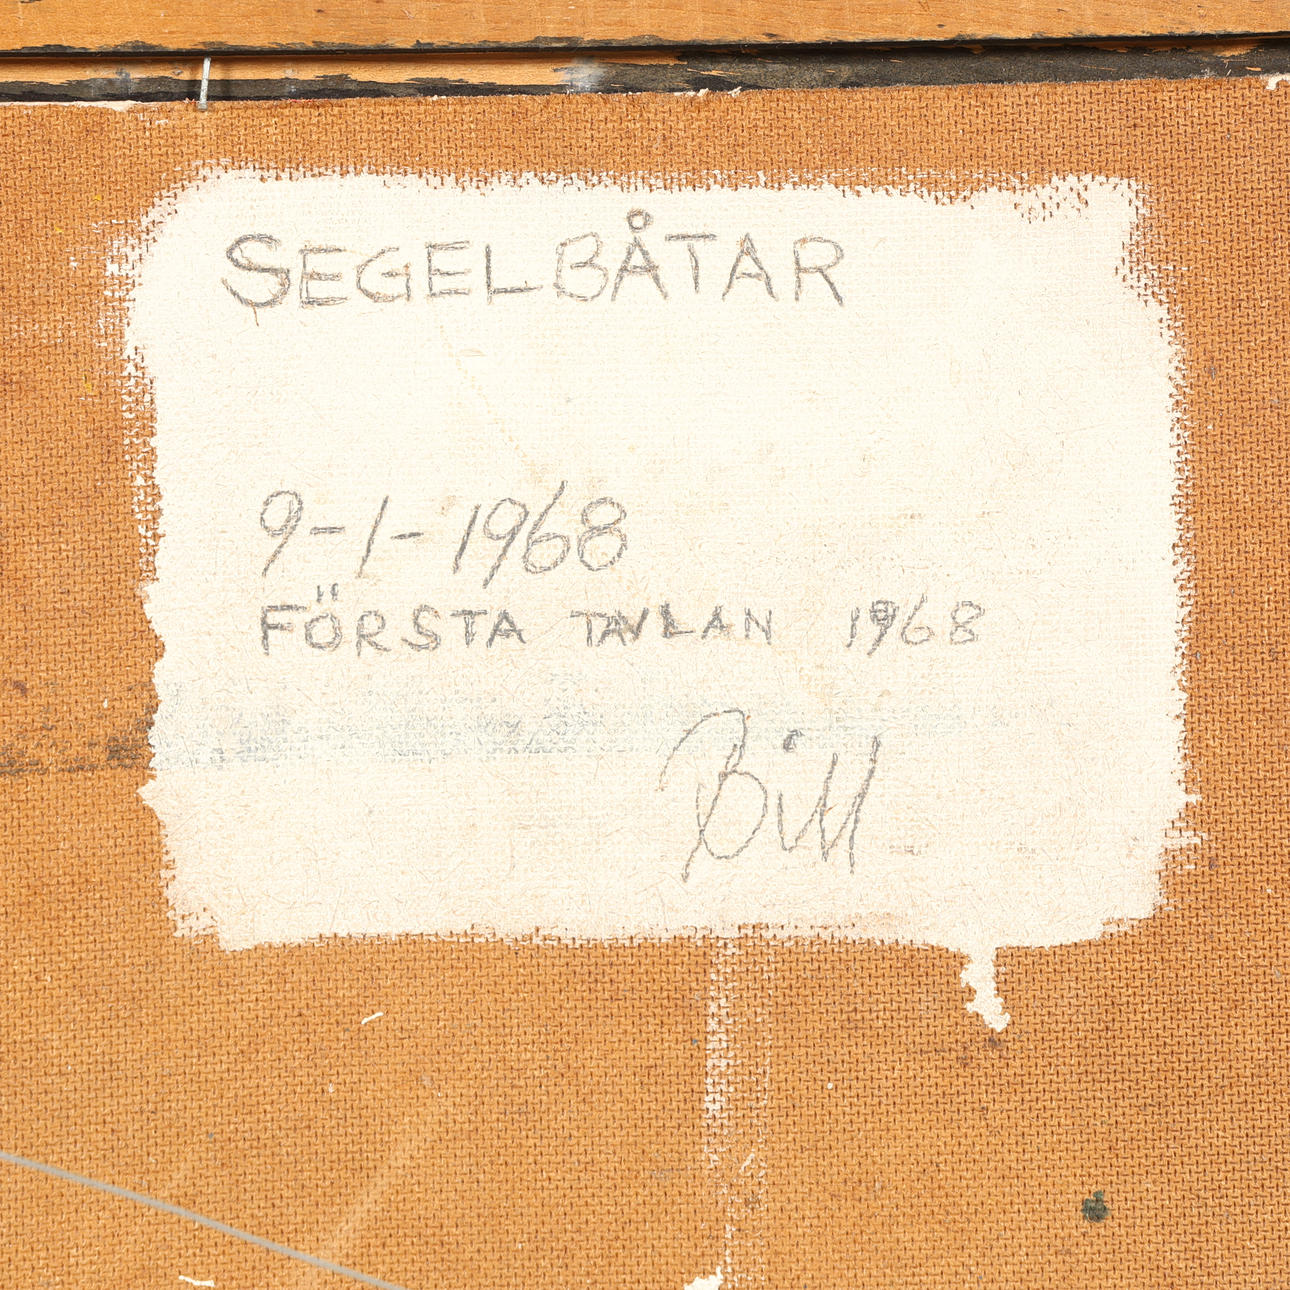 SEGELBÅTAR
9-1-1968
FÖRSTA TAVLAN 1968
Bill